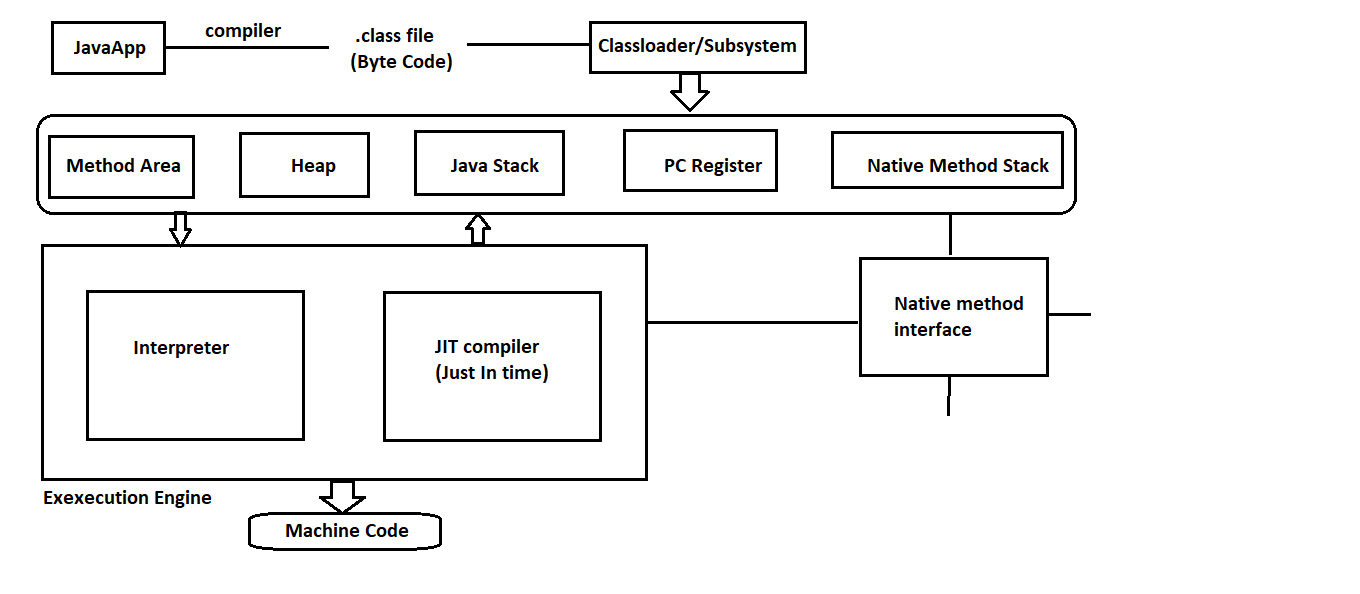 JavaApp
compiler
.class file
(Byte Code)
Classloader/Subsystem
Method Area
Heap
Java Stack
PC Register
Native Method Stack
Interpreter
JIT compiler
(Just In time)
Native method
interface
Exexecution Engine
Machine Code